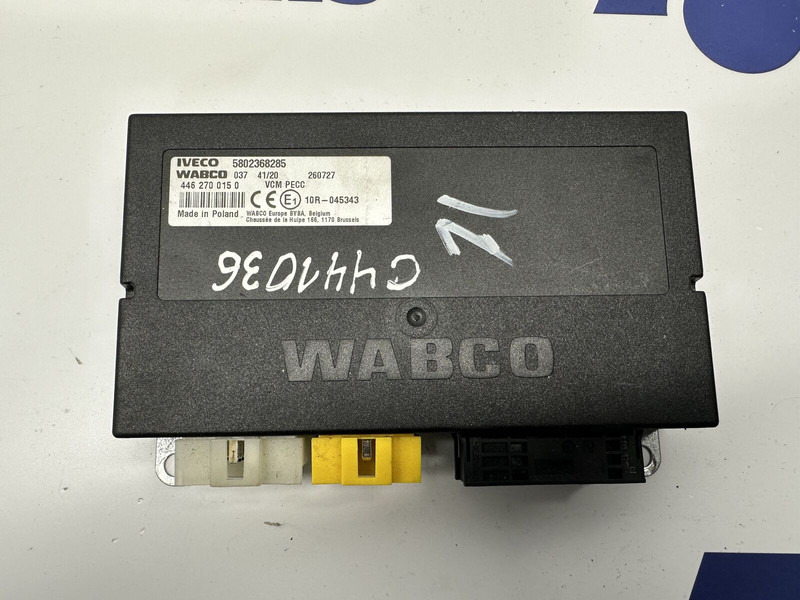 IVECO 5802368285
WABCO 037 41/20 260727
446 270 015 0 VCM PECC
CE E1 10R-045343
Made in Poland WABCO Europe BVBA, Belgium
Chaussée de la Hulpe 166, 1170 Brussels
C441036
WABCO